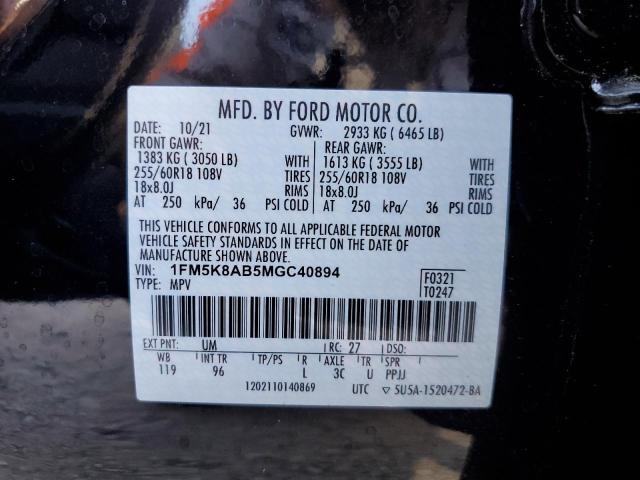 MFD. BY FORD MOTOR CO.
DATE: 10/21 GVWR: 2933 KG ( 6465 LB)
FRONT GAWR: REAR GAWR:
1383 KG ( 3050 LB) WITH 1613 KG ( 3555 LB) WITH
255/60R18 108V TIRES 255/60R18 108V TIRES
18x8.0J RIMS 18x8.0J RIMS
AT 250 kPa/ 36 PSI COLD AT 250 kPa/ 36 PSI COLD
THIS VEHICLE CONFORMS TO ALL APPLICABLE FEDERAL MOTOR
VEHICLE SAFETY STANDARDS IN EFFECT ON THE DATE OF
MANUFACTURE SHOWN ABOVE.
VIN: 1FM5K8AB5MGC40894 F0321
TYPE: MPV T0247
EXT PNT: UM RC: 27 DSO:
WB INT TR TP/PS R AXLE TR SPR
119 96 L 3C U PPJJ
1202110140869 UTC ▽ 5U5A-1520472-BA